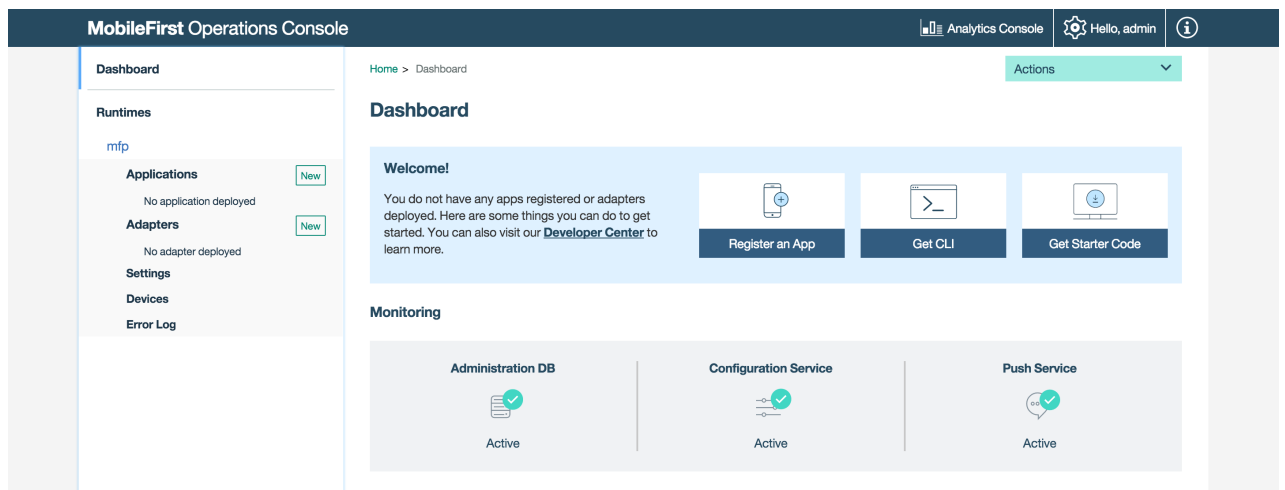 MobileFirst Operations Console
Analytics Console
Hello, admin
Dashboard
Runtimes
mfp
Applications New
No application deployed
Adapters New
No adapter deployed
Settings
Devices
Error Log
Home > Dashboard
Actions
Dashboard
Welcome!
You do not have any apps registered or adapters
deployed. Here are some things you can do to get
started. You can also visit our Developer Center to
learn more.
Register an App
Get CLI
Get Starter Code
Monitoring
Administration DB
Active
Configuration Service
Active
Push Service
Active